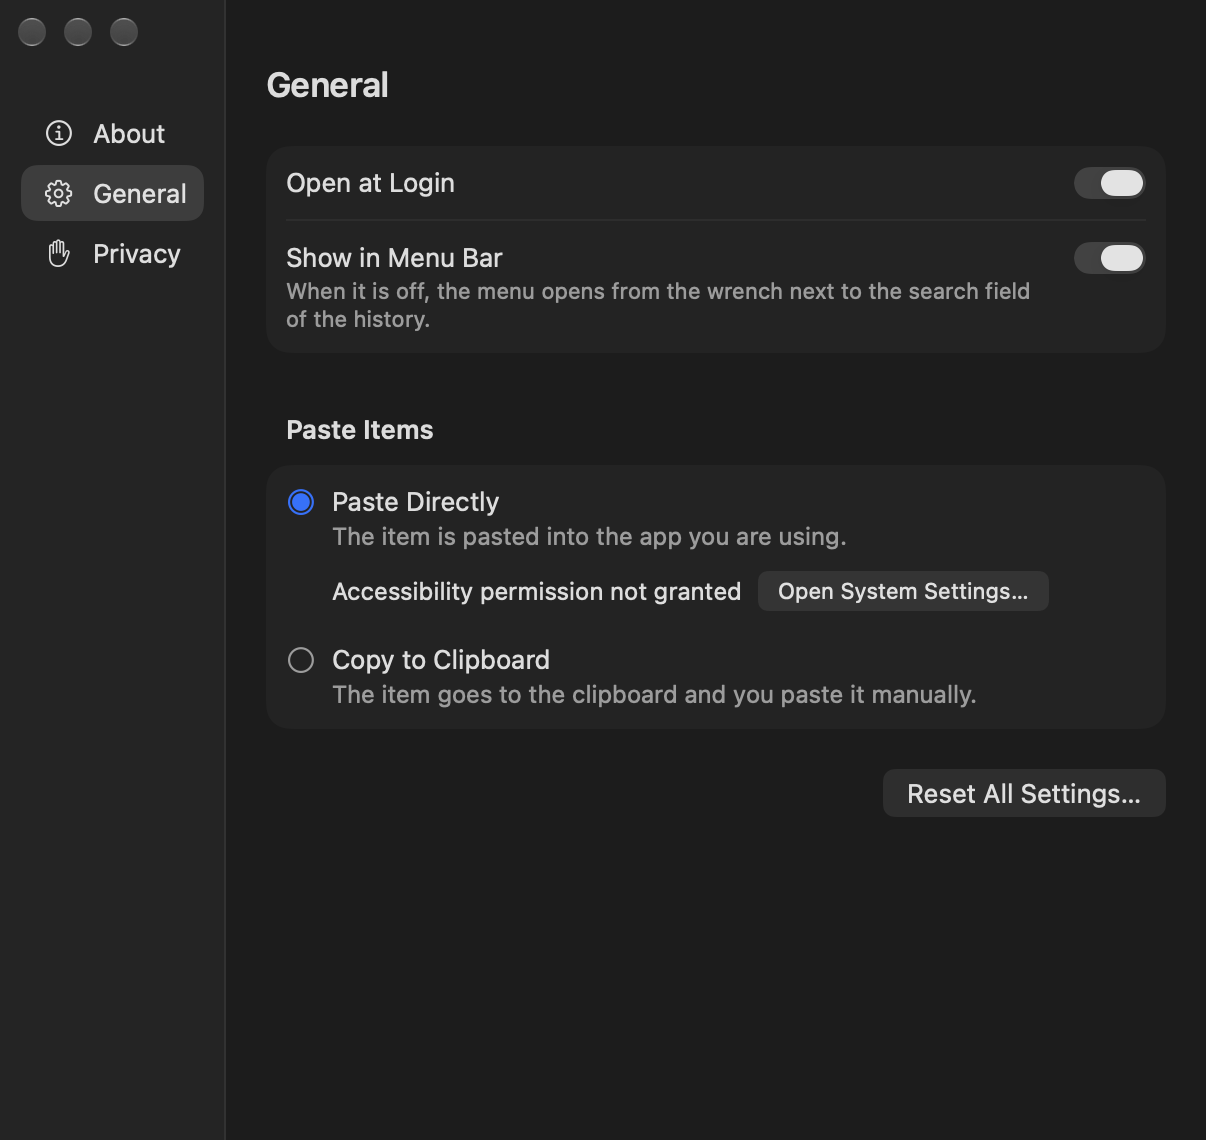 About
General
Privacy
General
Open at Login
Show in Menu Bar
When it is off, the menu opens from the wrench next to the search field
of the history.
Paste Items
Paste Directly
The item is pasted into the app you are using.
Accessibility permission not granted
Open System Settings...
Copy to Clipboard
The item goes to the clipboard and you paste it manually.
Reset All Settings...